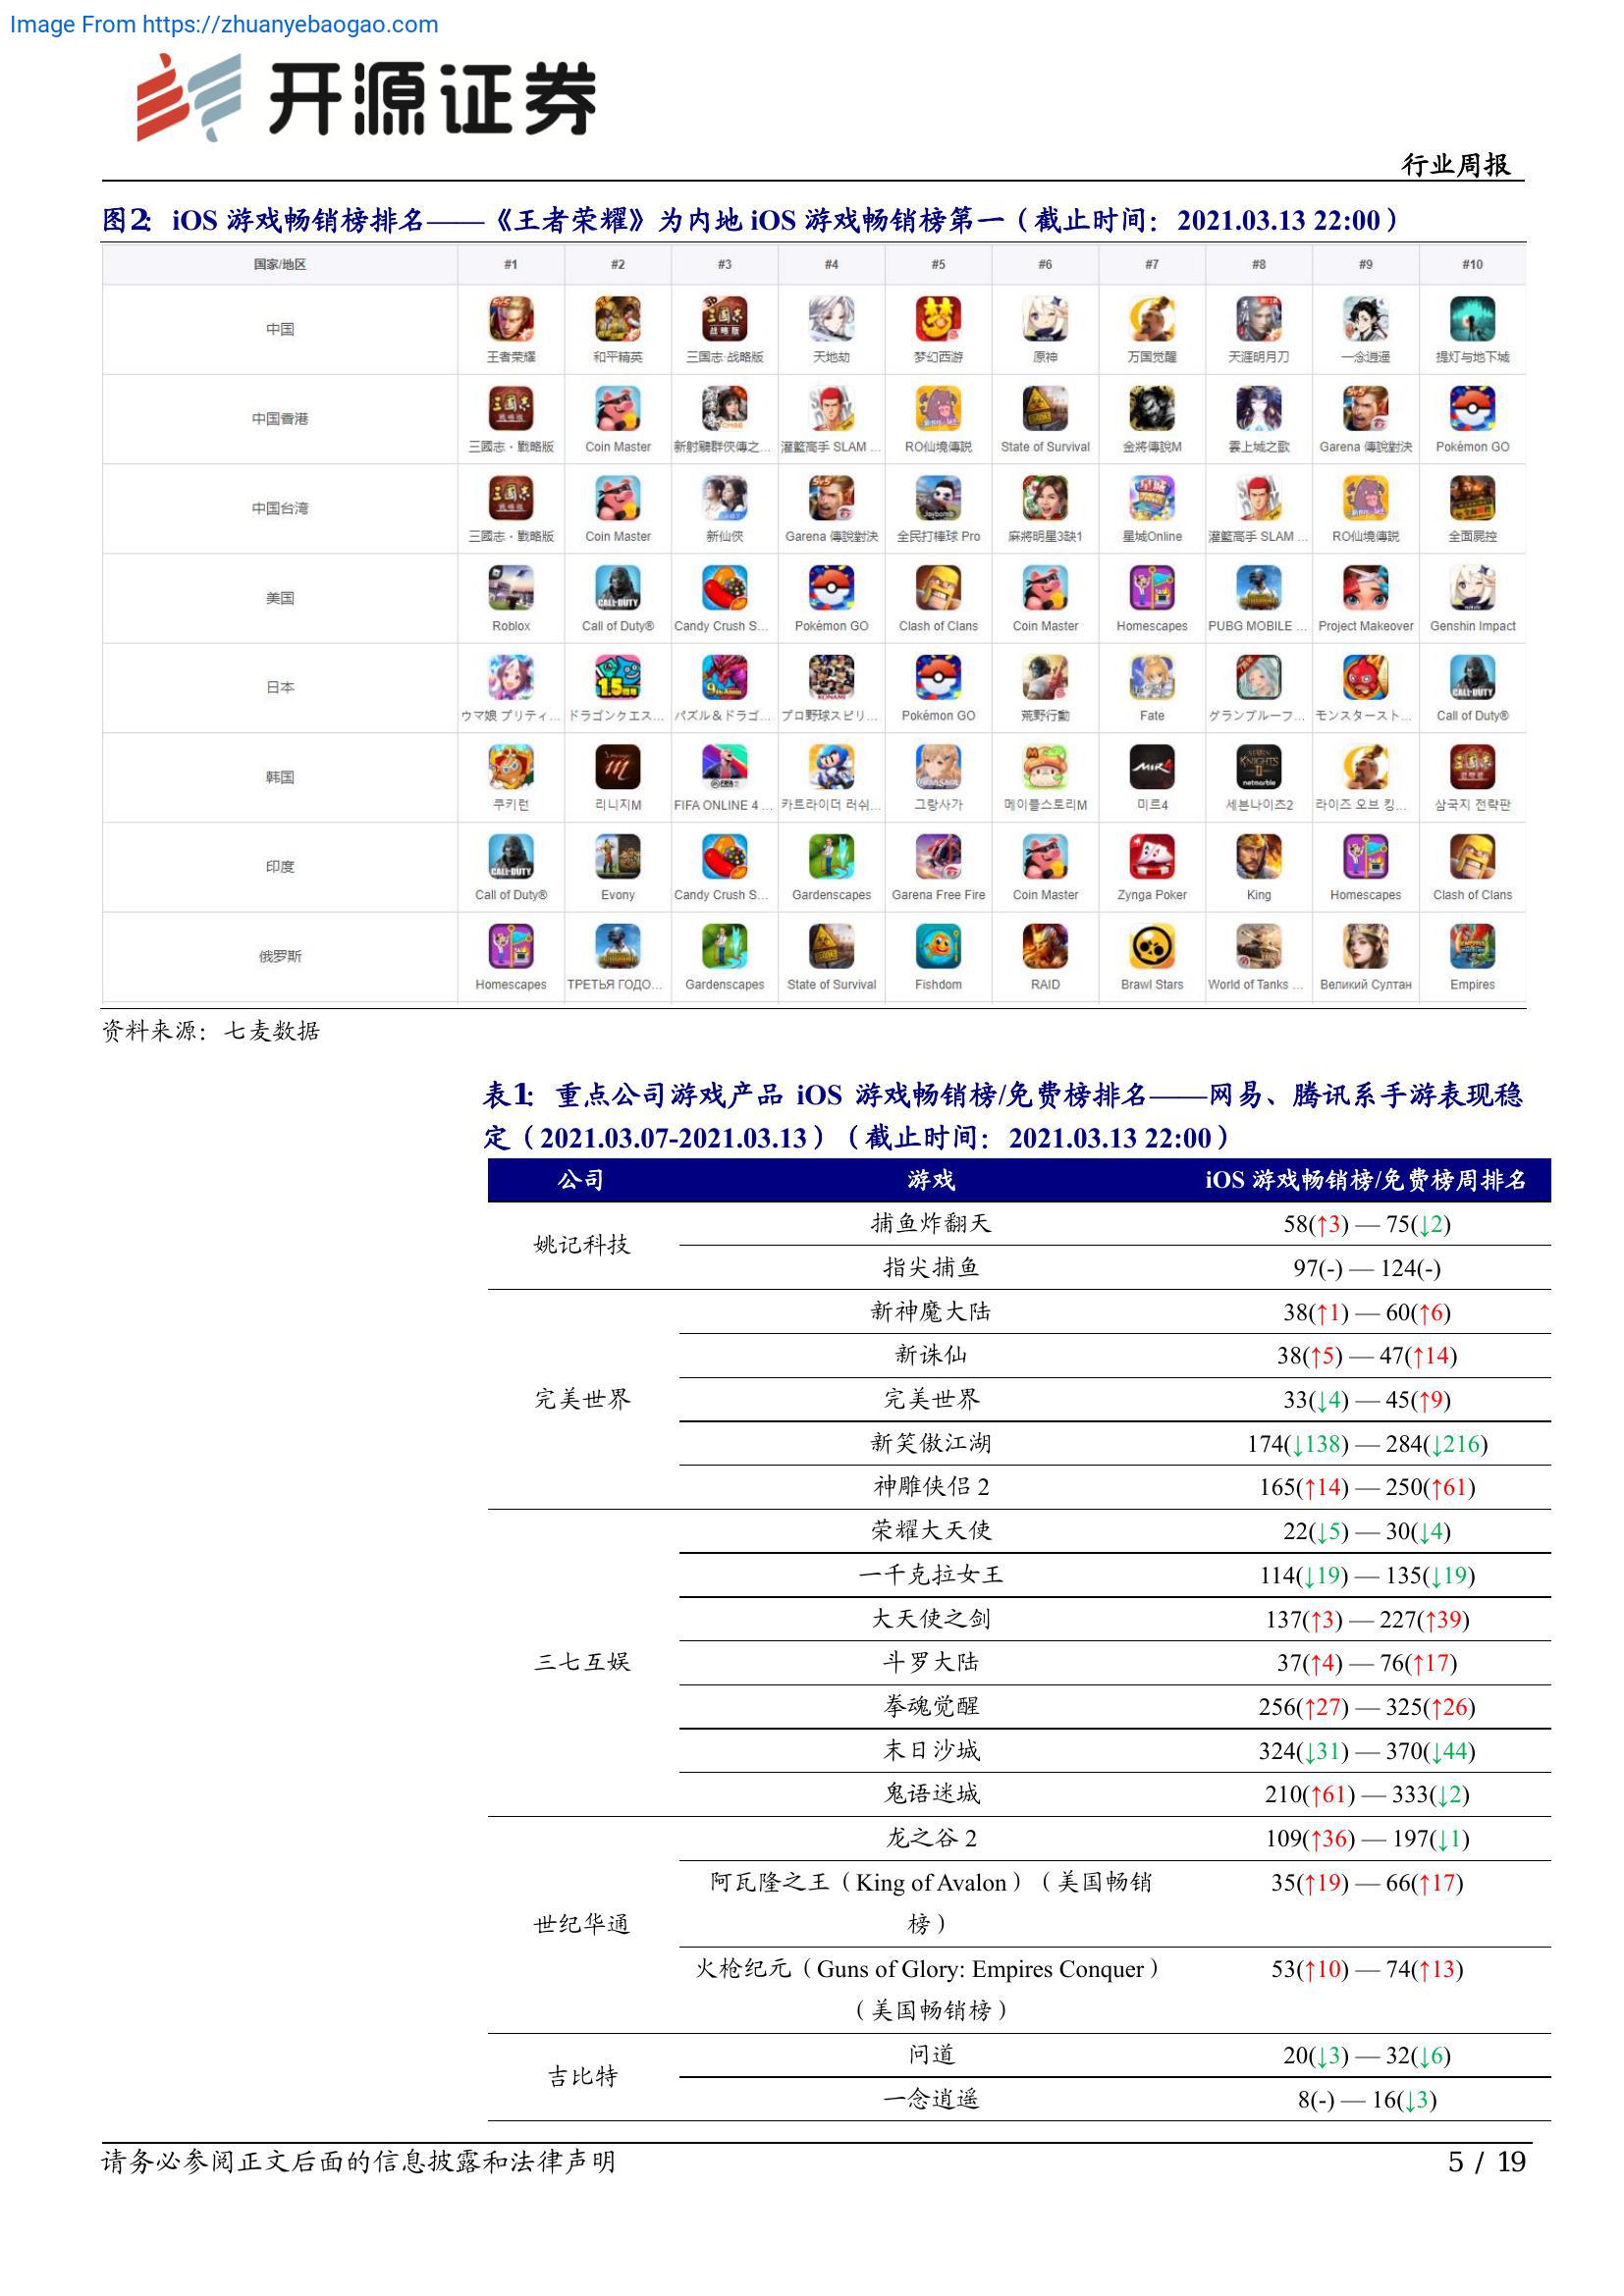 Image From https://zhuanyebaogao.com
开源证券
行业周报
图2： iOS 游戏畅销榜排名——《王者荣耀》为内地 iOS 游戏畅销榜第一（截止时间：2021.03.13 22:00）
国家/地区 #1 #2 #3 #4 #5 #6 #7 #8 #9 #10
中国 王者荣耀 和平精英 三国志·战略版 天地劫 梦幻西游 原神 万国觉醒 天涯明月刀 一念逍遥 提灯与地下城
中国香港 三國志・戰略版 Coin Master 新射鵰群俠傳之... 灌籃高手 SLAM ... RO仙境傳説 State of Survival 金將傳說M 雲上城之歌 Garena 傳說對決 Pokémon GO
中国台湾 三國志・戰略版 Coin Master 新仙俠 Garena 傳說對決 全民打棒球 Pro 麻將明星3缺1 星城Online 灌籃高手 SLAM ... RO仙境傳説 全面屍控
美国 Roblox Call of Duty® Candy Crush S... Pokémon GO Clash of Clans Coin Master Homescapes PUBG MOBILE ... Project Makeover Genshin Impact
日本 ウマ娘 プリティ... ドラゴンクエス... パズル＆ドラゴ... プロ野球スピリ... Pokémon GO 荒野行動 Fate グランブルーフ... モンスタースト... Call of Duty®
韩国 쿠키런 리니지M FIFA ONLINE 4 ... 카트라이더 러쉬... 그랑사가 메이플스토리M 미르4 세븐나이츠2 라이즈 오브 킹... 삼국지 전략판
印度 Call of Duty® Evony Candy Crush S... Gardenscapes Garena Free Fire Coin Master Zynga Poker King Homescapes Clash of Clans
俄罗斯 Homescapes ТРЕТЬЯ ГОДО... Gardenscapes State of Survival Fishdom RAID Brawl Stars World of Tanks ... Великий Султан Empires
资料来源：七麦数据
表1： 重点公司游戏产品 iOS 游戏畅销榜/免费榜排名——网易、腾讯系手游表现稳
定（2021.03.07-2021.03.13）（截止时间：2021.03.13 22:00）
公司 游戏 iOS 游戏畅销榜/免费榜周排名
姚记科技 捕鱼炸翻天 58(↑3) — 75(↓2)
指尖捕鱼 97(-) — 124(-)
新神魔大陆 38(↑1) — 60(↑6)
新诛仙 38(↑5) — 47(↑14)
完美世界 完美世界 33(↓4) — 45(↑9)
新笑傲江湖 174(↓138) — 284(↓216)
神雕侠侣 2 165(↑14) — 250(↑61)
荣耀大天使 22(↓5) — 30(↓4)
一千克拉女王 114(↓19) — 135(↓19)
大天使之剑 137(↑3) — 227(↑39)
三七互娱 斗罗大陆 37(↑4) — 76(↑17)
拳魂觉醒 256(↑27) — 325(↑26)
末日沙城 324(↓31) — 370(↓44)
鬼语迷城 210(↑61) — 333(↓2)
龙之谷 2 109(↑36) — 197(↓1)
世纪华通 阿瓦隆之王（King of Avalon）（美国畅销 35(↑19) — 66(↑17)
榜）
火枪纪元（Guns of Glory: Empires Conquer） 53(↑10) — 74(↑13)
（美国畅销榜）
吉比特 问道 20(↓3) — 32(↓6)
一念逍遥 8(-) — 16(↓3)
请务必参阅正文后面的信息披露和法律声明 5 / 19